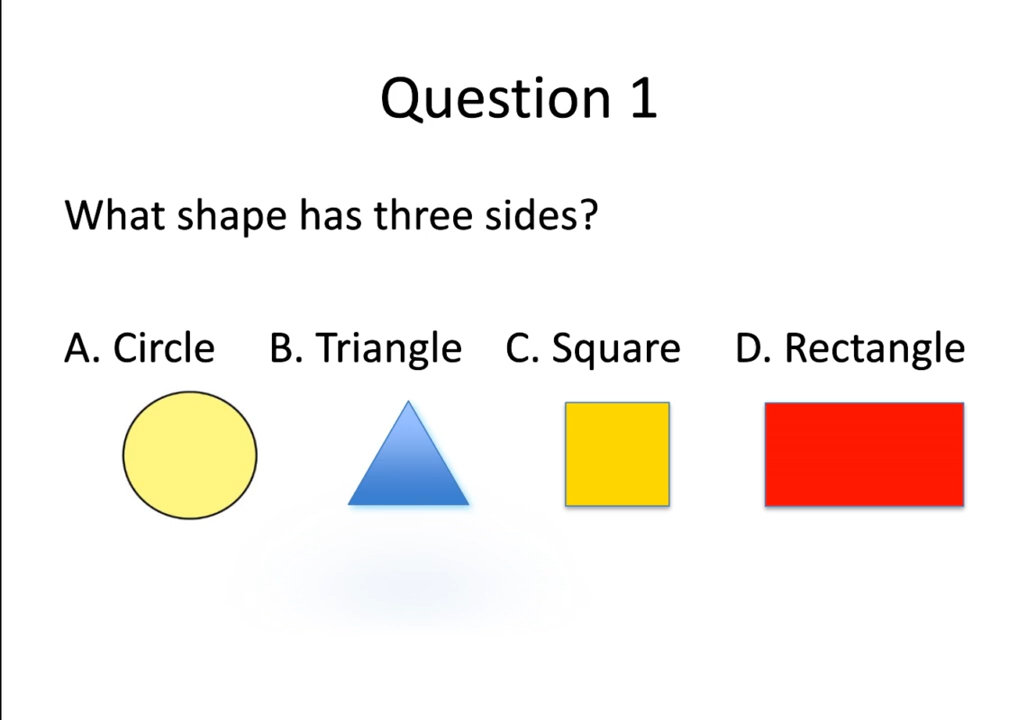 Question 1
What shape has three sides?
A. Circle B. Triangle C. Square D. Rectangle